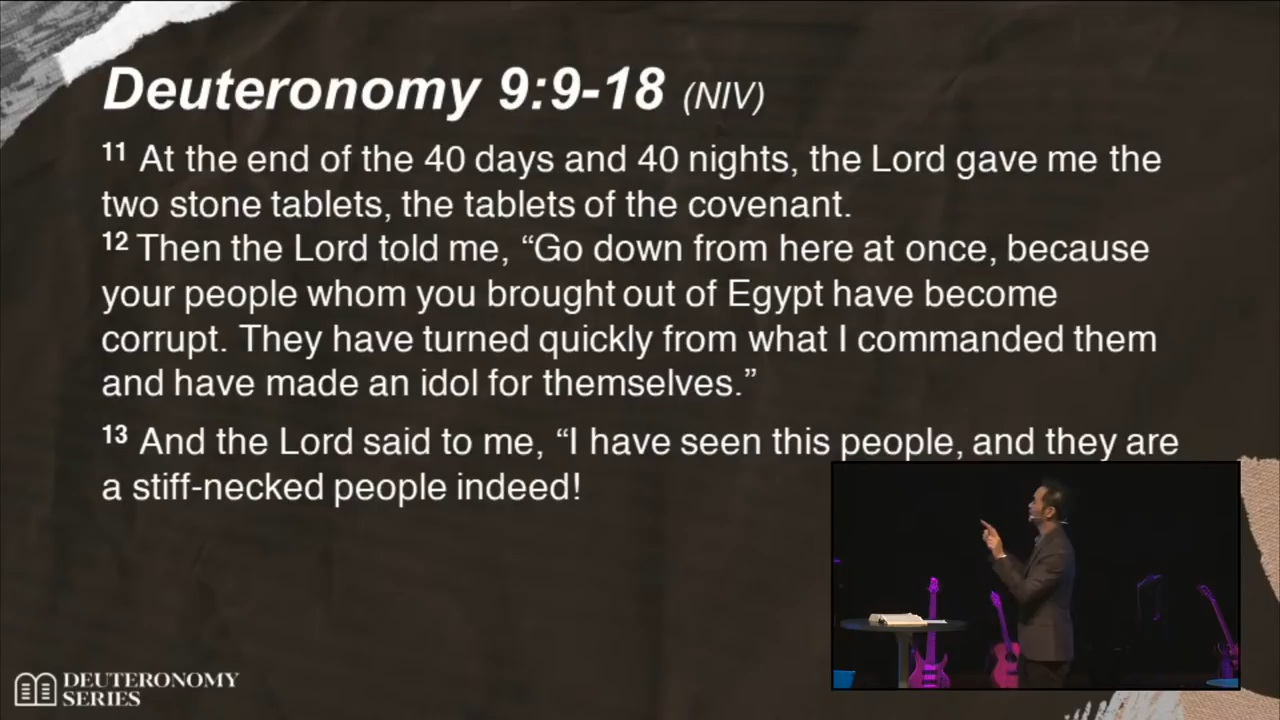 Deuteronomy 9:9-18 (NIV)
11 At the end of the 40 days and 40 nights, the Lord gave me the
two stone tablets, the tablets of the covenant.
12 Then the Lord told me, “Go down from here at once, because
your people whom you brought out of Egypt have become
corrupt. They have turned quickly from what I commanded them
and have made an idol for themselves.”
13 And the Lord said to me, “I have seen this people, and they are
a stiff-necked people indeed!
DEUTERONOMY
SERIES